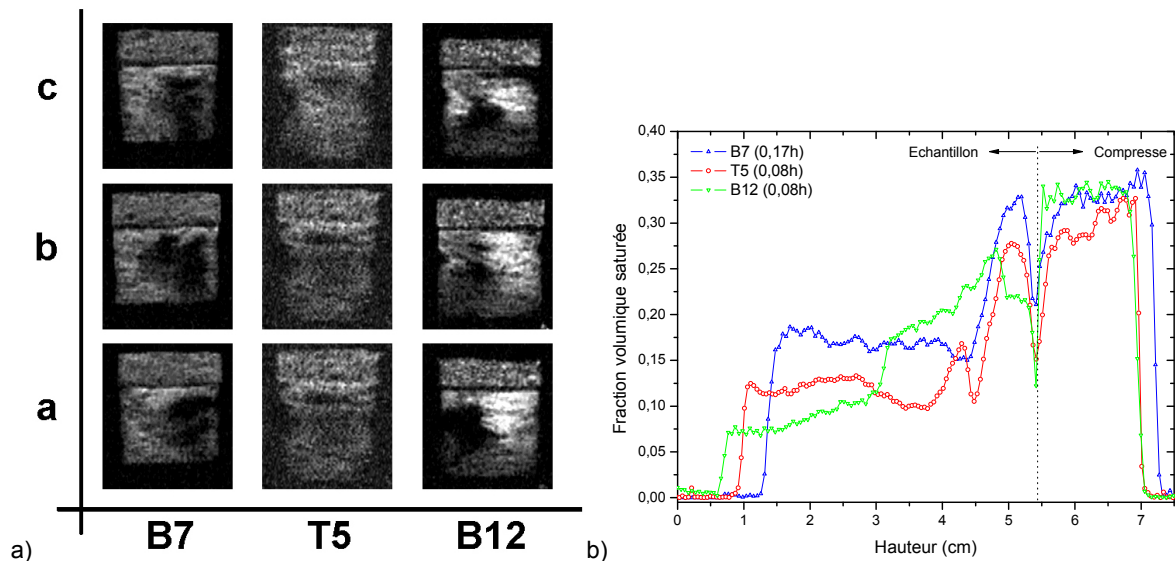 c
b
a
B7 T5 B12
a)
0,40
0,35
0,30
0,25
0,20
0,15
0,10
0,05
0,00
Fraction volumique saturée
B7 (0,17h)
T5 (0,08h)
B12 (0,08h)
Echantillon Compresse
0 1 2 3 4 5 6 7
Hauteur (cm)
b)